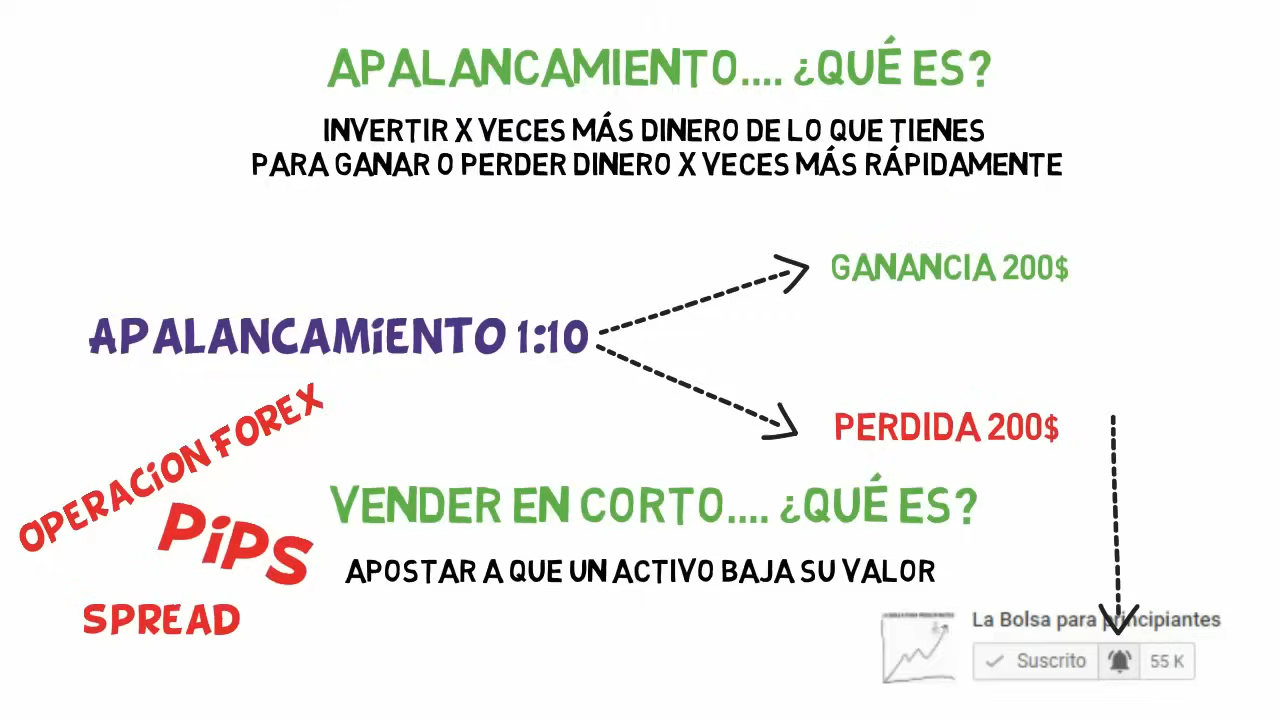 APALANCAMIENTO.... ¿QUÉ ES?
INVERTIR X VECES MÁS DINERO DE LO QUE TIENES
PARA GANAR O PERDER DINERO X VECES MÁS RÁPIDAMENTE
GANANCIA 200$
APALANCAMiENTO 1:10
PERDIDA 200$
OPERACiON FOREX
PiPS
SPREAD
VENDER EN CORTO.... ¿QUÉ ES?
APOSTAR A QUE UN ACTIVO BAJA SU VALOR
La Bolsa para principiantes
Suscrito 55 K